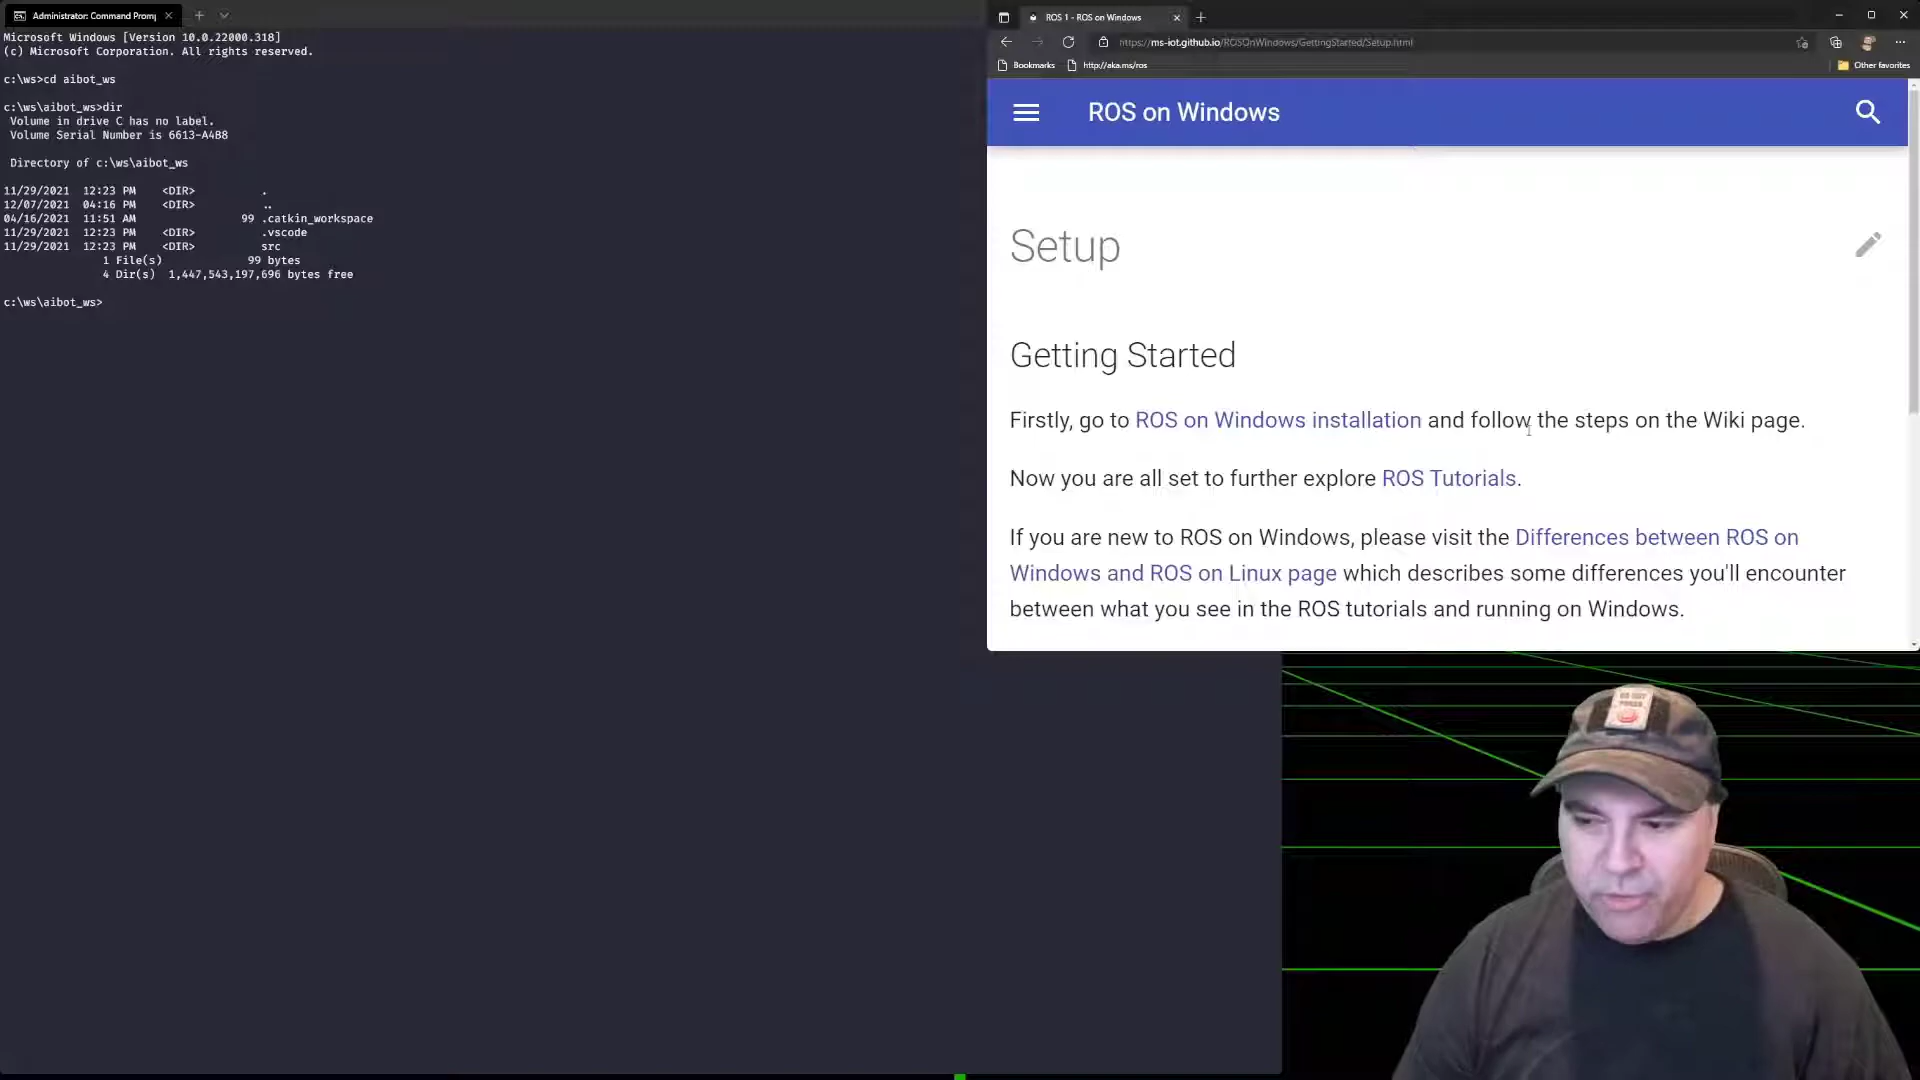 Administrator: Command Promp
Microsoft Windows [Version 10.0.22000.318]
(c) Microsoft Corporation. All rights reserved.
c:\ws>cd aibot_ws
c:\ws\aibot_ws>dir
Volume in drive C has no label.
Volume Serial Number is 6613-A4B8
Directory of c:\ws\aibot_ws
11/29/2021 12:23 PM <DIR> .
12/07/2021 04:16 PM <DIR> ..
04/16/2021 11:51 AM 99 .catkin_workspace
11/29/2021 12:23 PM <DIR> .vscode
11/29/2021 12:23 PM <DIR> src
1 File(s) 99 bytes
4 Dir(s) 1,447,543,197,696 bytes free
c:\ws\aibot_ws>
ROS 1 - ROS on Windows
https://ms-iot.github.io/ROSOnWindows/GettingStarted/Setup.html
Bookmarks http://aka.ms/ros Other favorites
ROS on Windows
Setup
Getting Started
Firstly, go to ROS on Windows installation and follow the steps on the Wiki page.
Now you are all set to further explore ROS Tutorials.
If you are new to ROS on Windows, please visit the Differences between ROS on
Windows and ROS on Linux page which describes some differences you'll encounter
between what you see in the ROS tutorials and running on Windows.